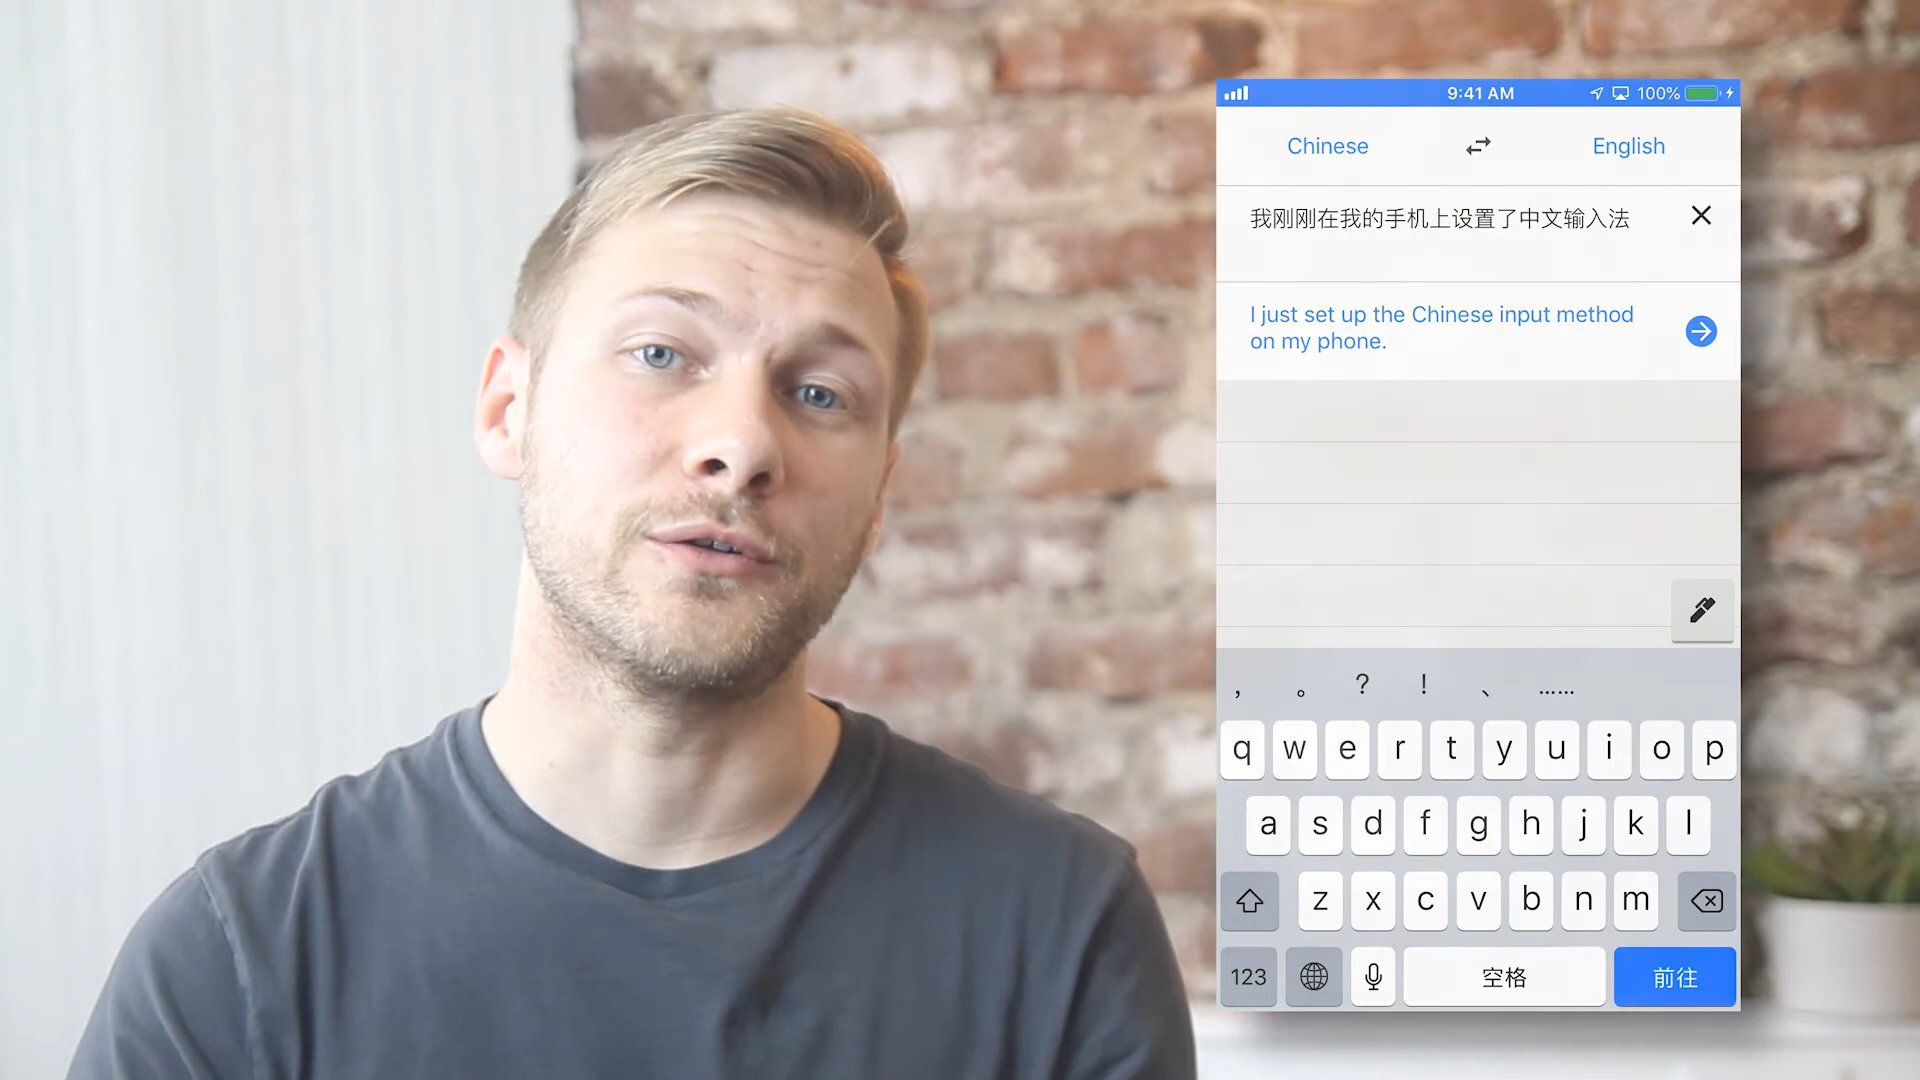 9:41 AM 100%
Chinese English
我刚刚在我的手机上设置了中文输入法
I just set up the Chinese input method
on my phone.
， 。 ？ ！ 、 ……
q w e r t y u i o p
a s d f g h j k l
z x c v b n m
123 空格 前往